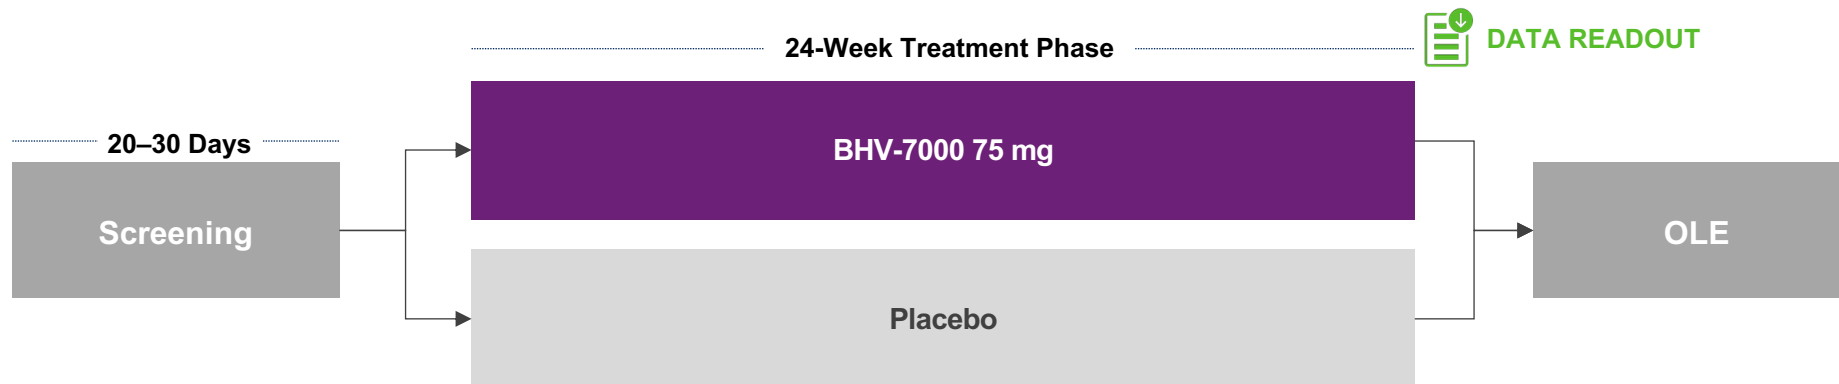 DATA READOUT
24-Week Treatment Phase
20–30 Days
BHV-7000 75 mg
Screening
OLE
Placebo